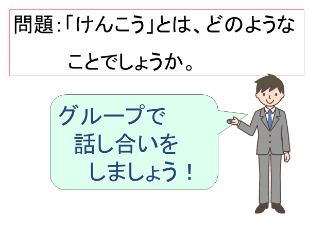 問題：「けんこう」とは、どのような
ことでしょうか。
グループで
話し合いを
しましょう！